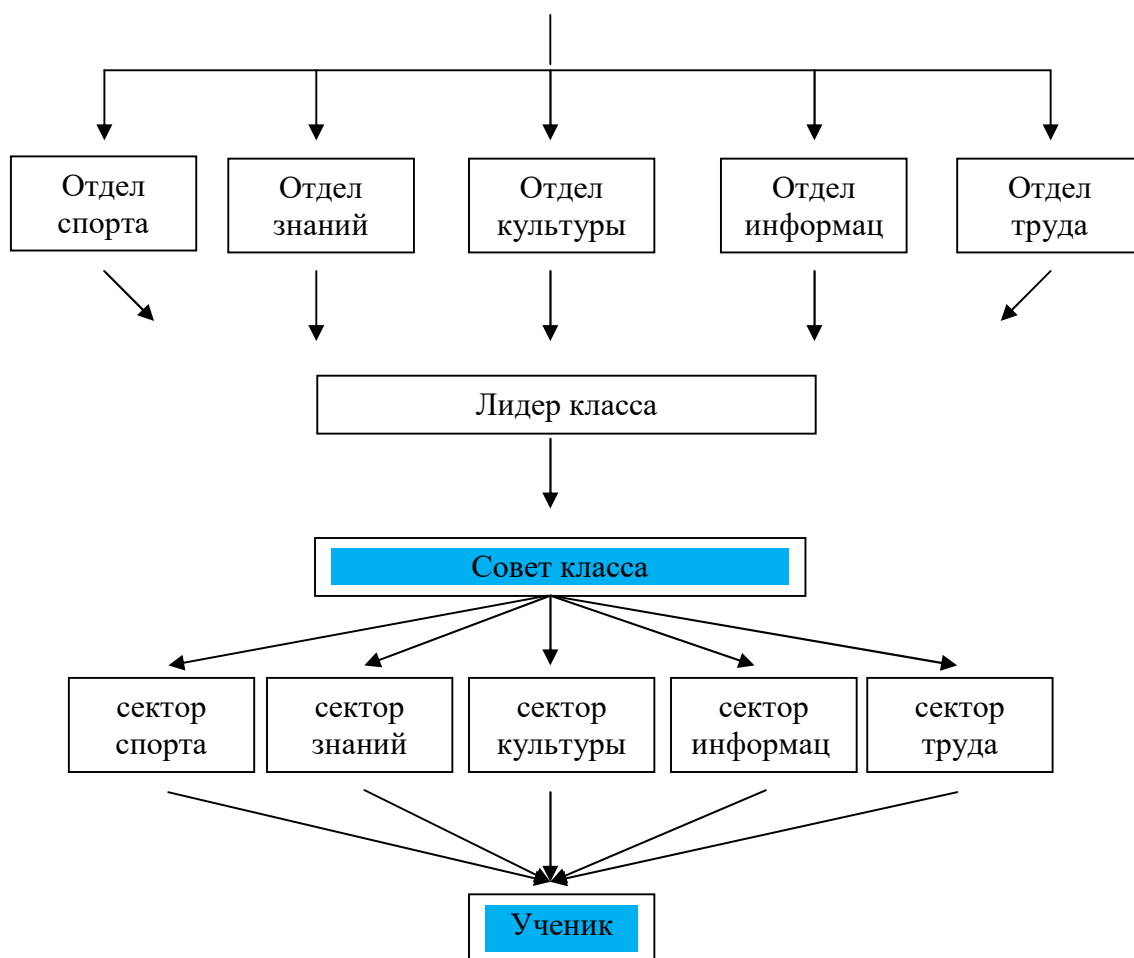 Отдел
спорта
Отдел
знаний
Отдел
культуры
Отдел
информац
Отдел
труда
Лидер класса
Совет класса
сектор
спорта
сектор
знаний
сектор
культуры
сектор
информац
сектор
труда
Ученик